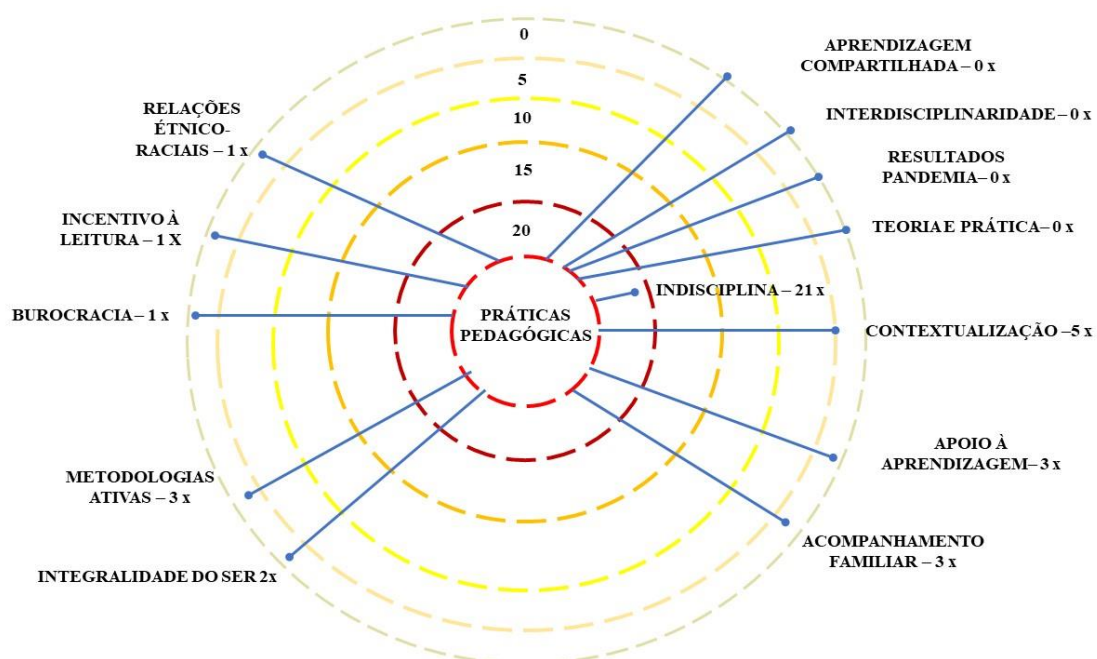 0
5
10
15
20
APRENDIZAGEM
COMPARTILHADA – 0 x
INTERDISCIPLINARIDADE – 0 x
RESULTADOS
PANDEMIA– 0x
TEORIA E PRÁTICA– 0x
INDISCIPLINA – 21 x
CONTEXTUALIZAÇÃO –5 x
APOIO À
APRENDIZAGEM– 3 x
ACOMPANHAMENTO
FAMILIAR – 3 x
RELAÇÕES
ÉTNICO-
RACIAIS – 1 x
INCENTIVO À
LEITURA – 1 X
BUROCRACIA – 1 x
METODOLOGIAS
ATIVAS – 3 x
INTEGRALIDADE DO SER 2x
PRÁTICAS
PEDAGÓGICAS